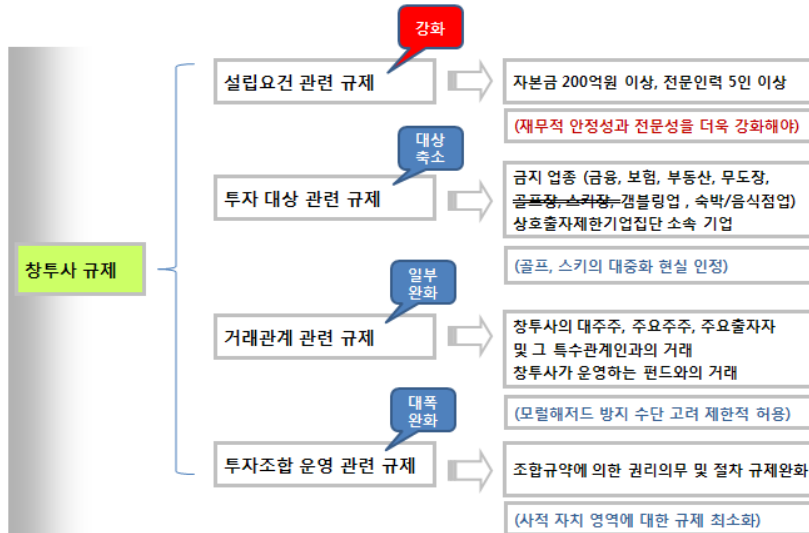 강화
설립요건 관련 규제
자본금 200억원 이상, 전문인력 5인 이상
(재무적 안정성과 전문성을 더욱 강화해야)
대상
축소
투자 대상 관련 규제
금지 업종 (금융, 보험, 부동산, 무도장,
골프장, 스키장, 갬블링업 , 숙박/음식점업)
상호출자제한기업집단 소속 기업
(골프, 스키의 대중화 현실 인정)
창투사 규제
일부
완화
거래관계 관련 규제
창투사의 대주주, 주요주주, 주요출자자
및 그 특수관계인과의 거래
창투사가 운영하는 펀드와의 거래
(모럴해저드 방지 수단 고려 제한적 허용)
대폭
완화
투자조합 운영 관련 규제
조합규약에 의한 권리의무 및 절차 규제완화
(사적 자치 영역에 대한 규제 최소화)